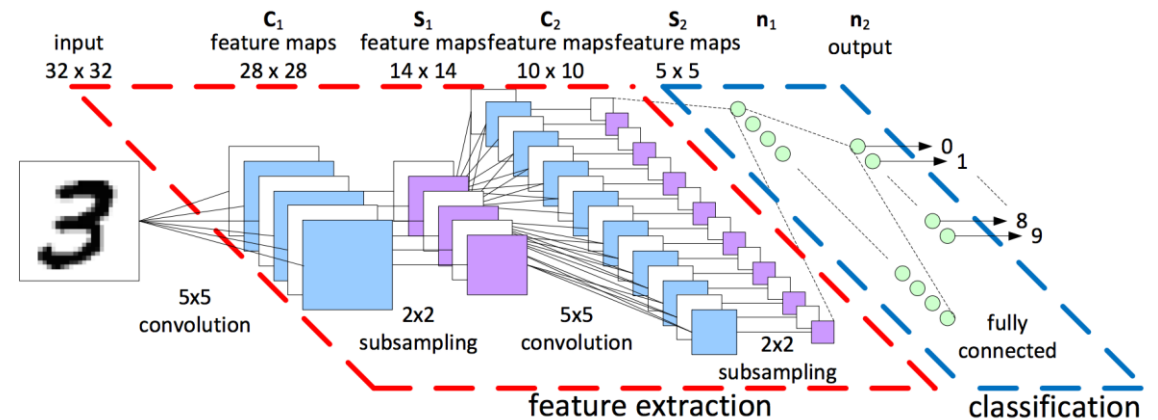 input
32 x 32
C₁
feature maps
28 x 28
S₁
feature maps
14 x 14
C₂
feature maps
10 x 10
S₂
feature maps
5 x 5
n₁
n₂
output
0
1
8
9
5x5
convolution
2x2
subsampling
5x5
convolution
2x2
subsampling
fully
connected
feature extraction
classification
3